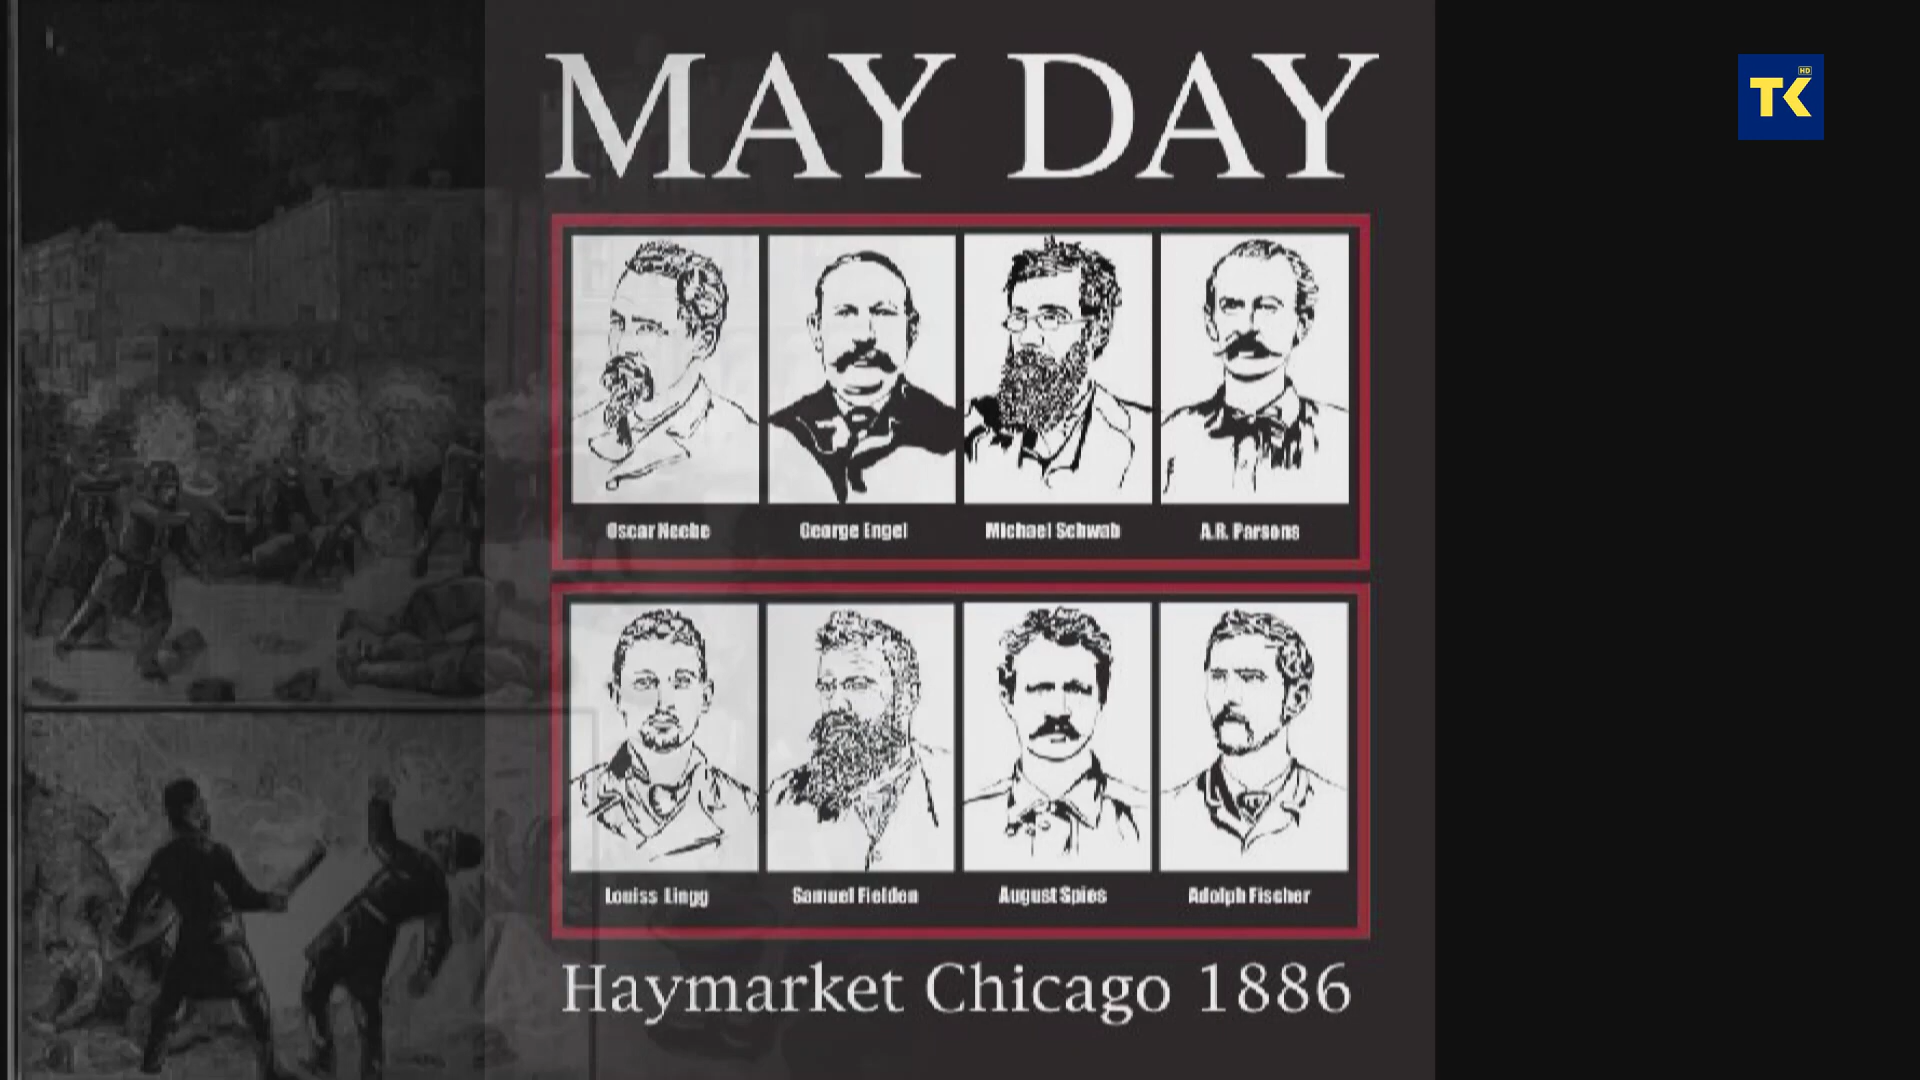 MAY DAY
TK HD
Oscar Neebe George Engel Michael Schwab A.R. Parsons
Louiss Lingg Samuel Fielden August Spies Adolph Fischer
Haymarket Chicago 1886